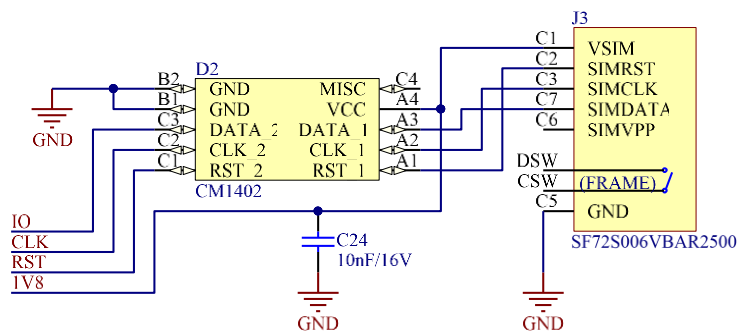 J3
C1 VSIM
C2 SIMRST
C3 SIMCLK
C7 SIMDATA
C6 SIMVPP
DSW
CSW (FRAME)
C5 GND
SF72S006VBAR2500
D2
B2 GND MISC C4
B1 GND VCC A4
C3 DATA_2 DATA_1 A3
C2 CLK_2 CLK_1 A2
C1 RST_2 RST_1 A1
CM1402
GND
IO
CLK
RST
1V8
C24
10nF/16V
GND
GND